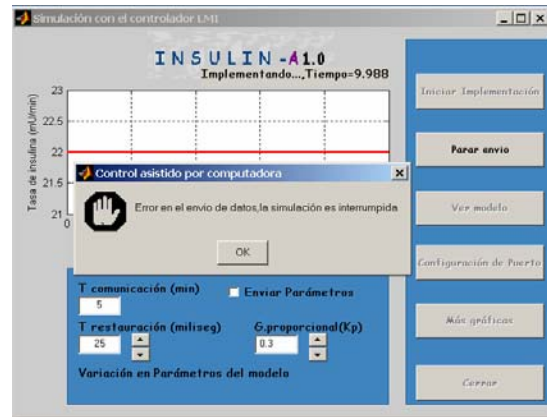 Simulación con el controlador LMI
INSULIN -A1.0
Implementando...,Tiempo=9.988
23
22.5
22
21.5
21
0
Tasa de insulina (mU/min)
Control asistido por computadora
Error en el envio de datos,la simulación es interrumpida
OK
T comunicación (min)
5
Enviar Parámetros
T restauración (miliseg)
25
G.proporcional(Kp)
0.3
Variación en Parámetros del modelo
Iniciar Implementación
Parar envio
Ver modelo
Configuración de Puerto
Más gráficas
Cerrar